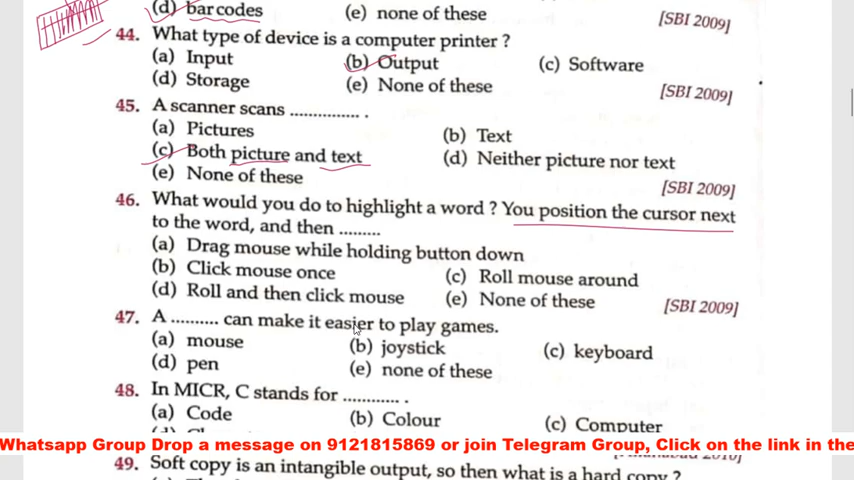 (d) bar codes (e) none of these [SBI 2009]
44. What type of device is a computer printer ?
(a) Input (b) Output (c) Software
(d) Storage (e) None of these [SBI 2009]
45. A scanner scans ............... .
(a) Pictures (b) Text
(c) Both picture and text (d) Neither picture nor text
(e) None of these [SBI 2009]
46. What would you do to highlight a word ? You position the cursor next
to the word, and then .........
(a) Drag mouse while holding button down
(b) Click mouse once (c) Roll mouse around
(d) Roll and then click mouse (e) None of these [SBI 2009]
47. A .......... can make it easier to play games.
(a) mouse (b) joystick (c) keyboard
(d) pen (e) none of these
48. In MICR, C stands for ............ .
(a) Code (b) Colour (c) Computer
Whatsapp Group Drop a message on 9121815869 or join Telegram Group, Click on the link in the
49. Soft copy is an intangible output, so then what is a hard copy ?